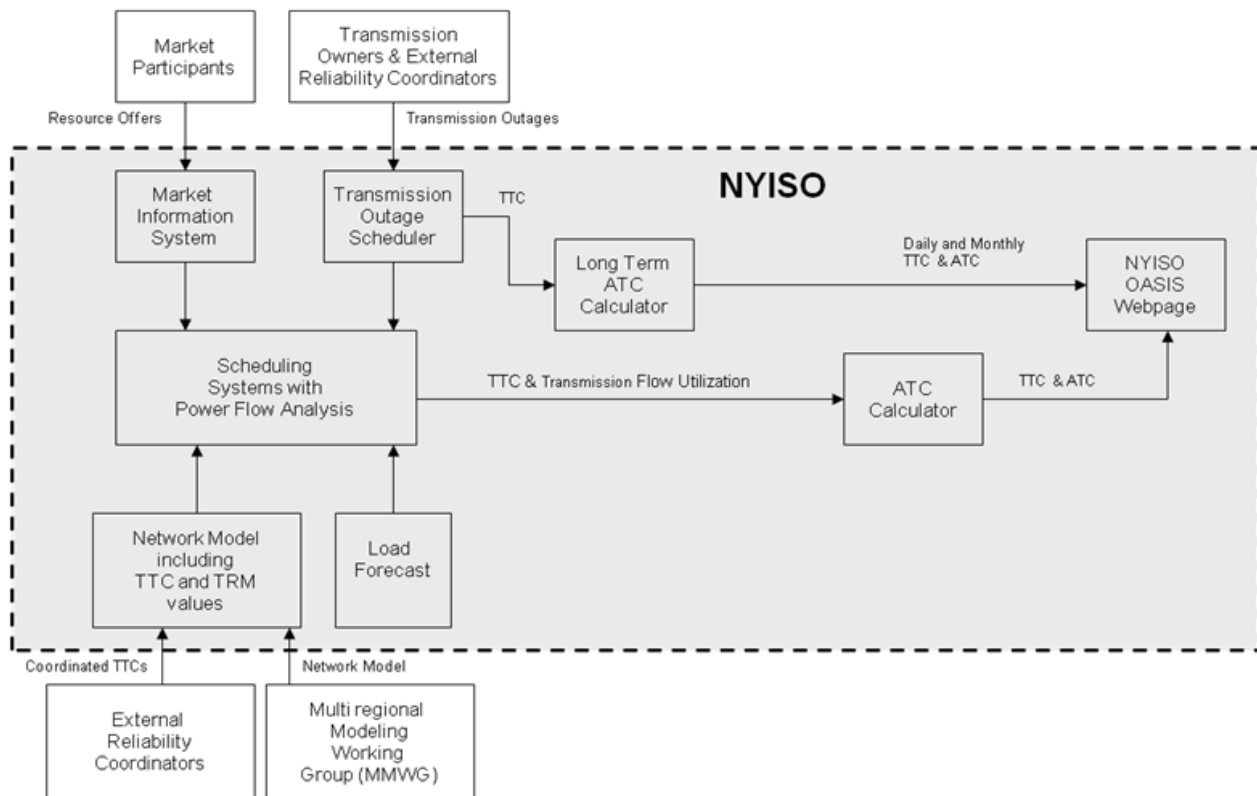 Market
Participants
Transmission
Owners & External
Reliability Coordinators
Resource Offers
Transmission Outages
NYISO
Market
Information
System
Transmission
Outage
Scheduler
TTC
Long Term
ATC
Calculator
Daily and Monthly
TTC & ATC
NYISO
OASIS
Webpage
Scheduling
Systems with
Power Flow Analysis
TTC & Transmission Flow Utilization
ATC
Calculator
TTC & ATC
Network Model
including
TTC and TRM
values
Load
Forecast
Coordinated TTCs
Network Model
External
Reliability
Coordinators
Multi regional
Modeling
Working
Group (MMWG)